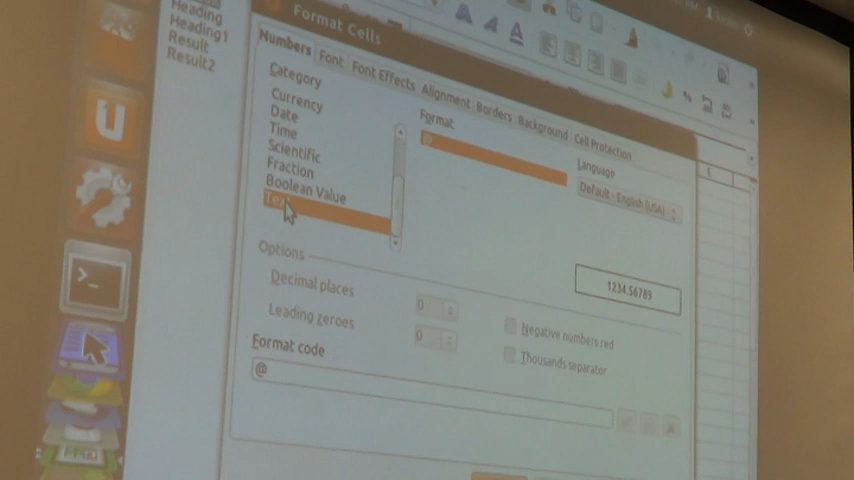 Heading
Heading1
Result
Result2
Format Cells
Numbers Font Font Effects Alignment Borders Background Cell Protection
Category
Currency
Date
Time
Scientific
Fraction
Boolean Value
Format
@
Language
Default - English (USA)
Options
Decimal places
0
Leading zeroes
0
1234.56789
Negative numbers red
Thousands separator
Format code
@